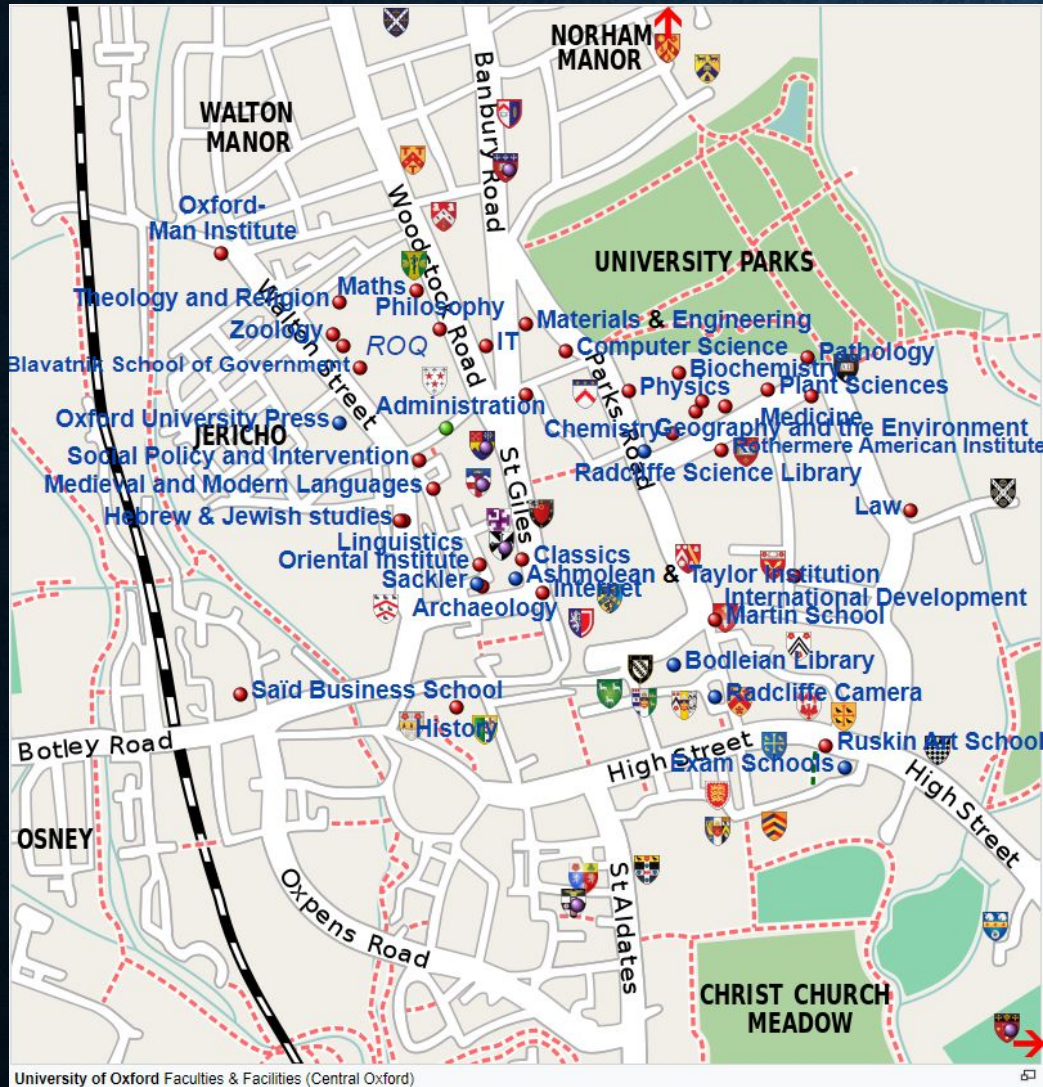 NORHAM
MANOR
Banbury Road
WALTON
MANOR
Oxford-
Man Institute
Woodstock Road
UNIVERSITY PARKS
Maths
Theology and Religion
Philosophy
Walton Street
Zoology
ROQ
IT
Materials & Engineering
Computer Science
Pathology
Blavatnik School of Government
Biochemistry
Physics
Plant Sciences
Parks Road
Administration
Oxford University Press
Medicine
JERICHO
Chemistry
Geography and the Environment
Rothermere American Institute
Social Policy and Intervention
Radcliffe Science Library
St Giles
Medieval and Modern Languages
Law
Hebrew & Jewish studies
Linguistics
Oriental Institute
Classics
Sackler
Ashmolean & Taylor Institution
Internet
Archaeology
International Development
Martin School
Bodleian Library
Saïd Business School
Radcliffe Camera
History
Botley Road
High Street
Ruskin Art School
Exam Schools
High Street
OSNEY
Oxpens Road
St Aldates
CHRIST CHURCH
MEADOW
University of Oxford Faculties & Facilities (Central Oxford)